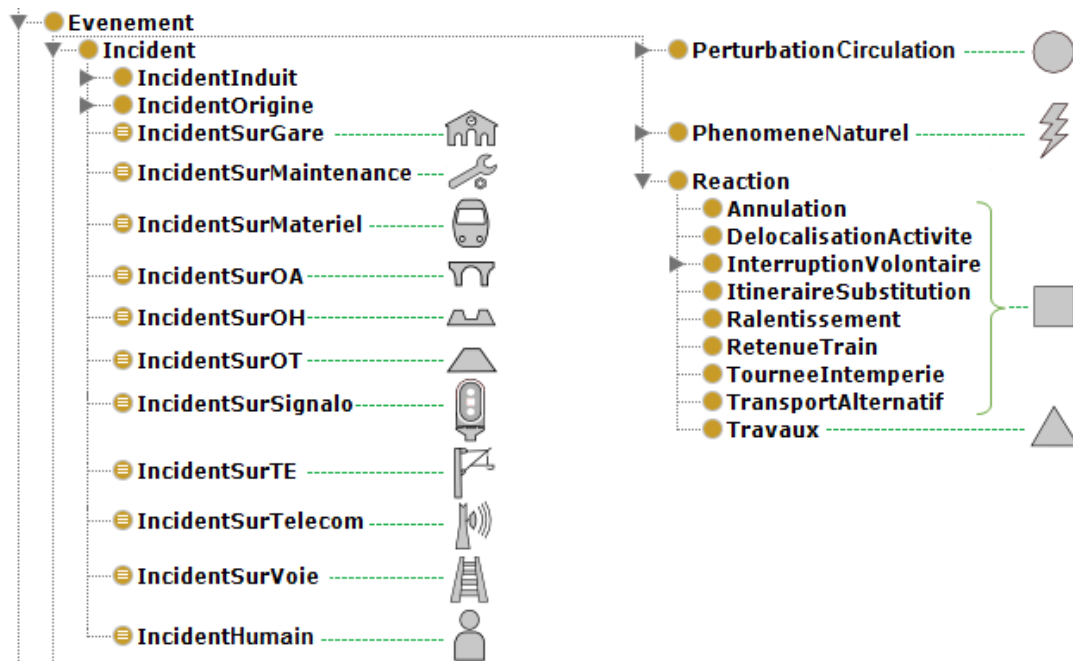 Evenement
Incident
IncidentInduit
IncidentOrigine
IncidentSurGare
IncidentSurMaintenance
IncidentSurMateriel
IncidentSurOA
IncidentSurOH
IncidentSurOT
IncidentSurSignalo
IncidentSurTE
IncidentSurTelecom
IncidentSurVoie
IncidentHumain
PerturbationCirculation
PhenomeneNaturel
Reaction
Annulation
DelocalisationActivite
InterruptionVolontaire
ItineraireSubstitution
Ralentissement
RetenueTrain
TourneeIntemperie
TransportAlternatif
Travaux